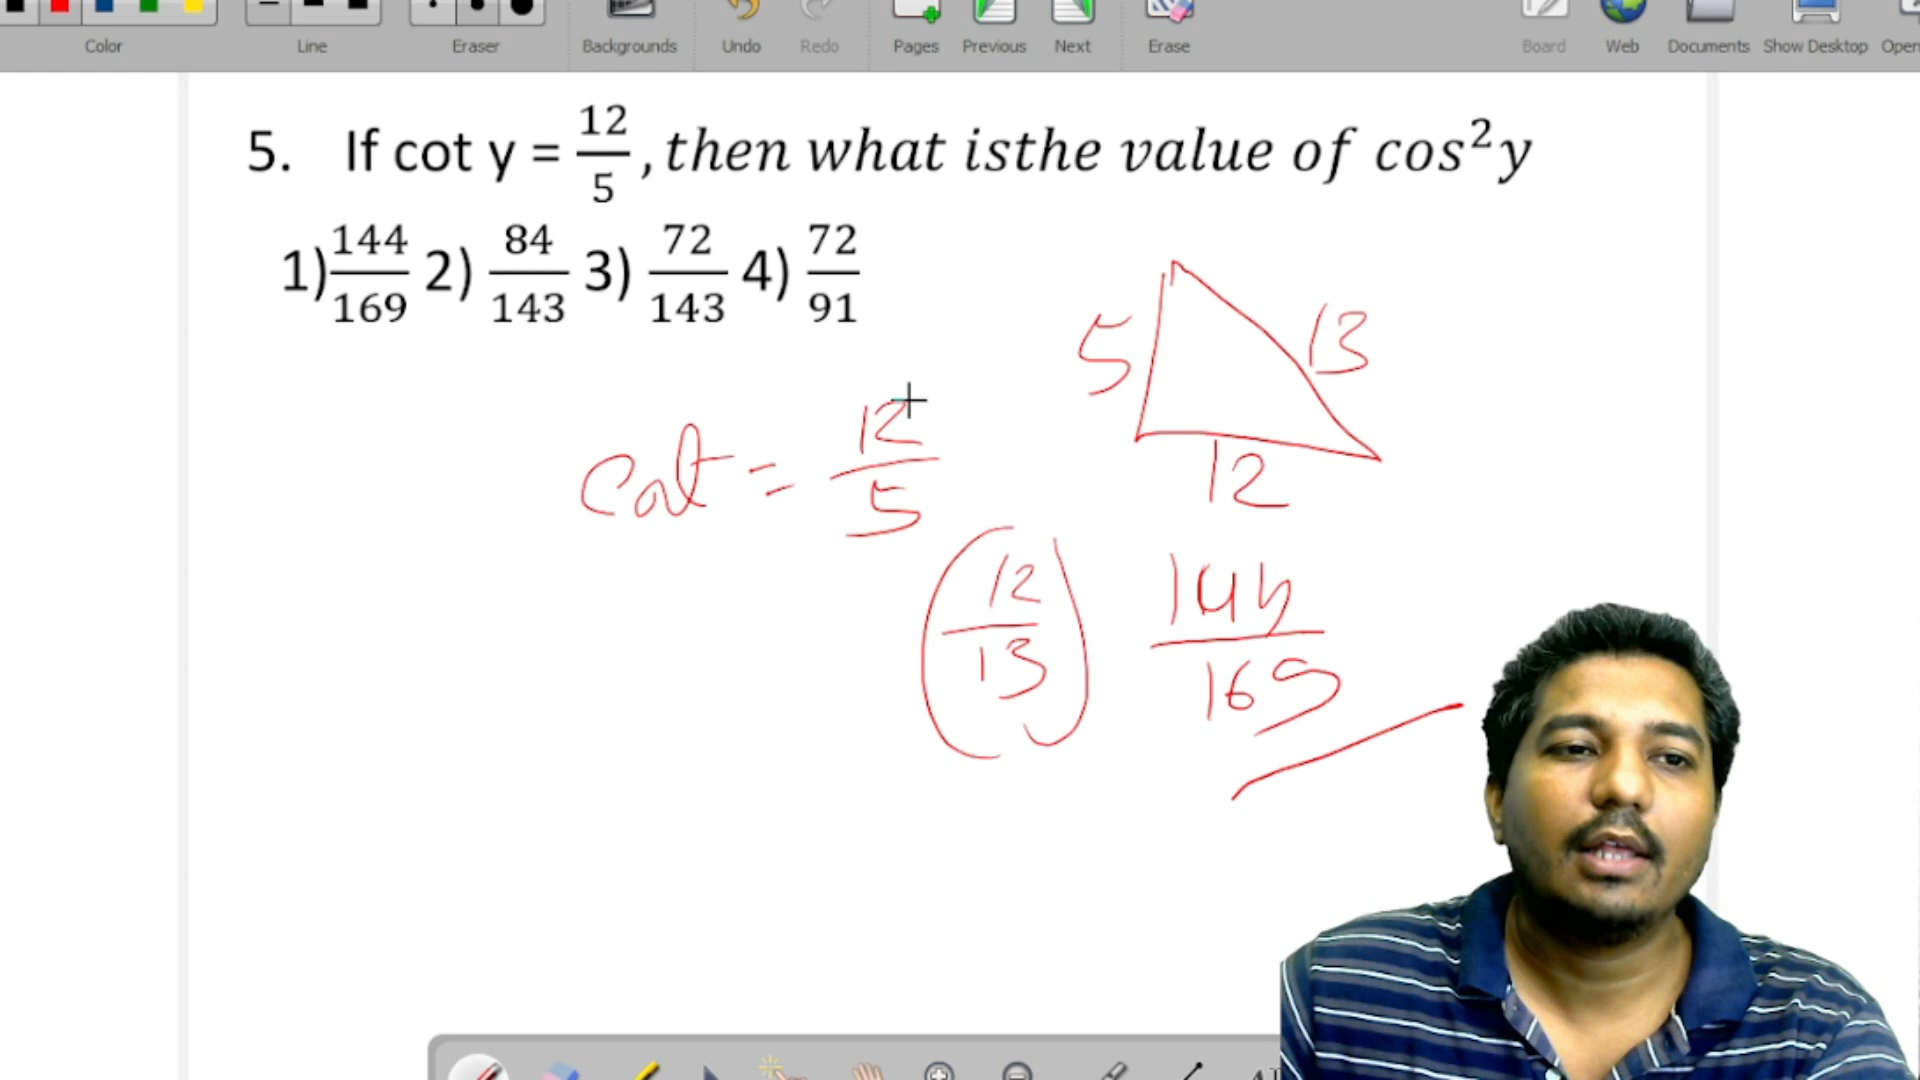 Color Line Eraser Backgrounds Undo Redo Pages Previous Next Erase Board Web Documents Show Desktop Open
5. If cot y = 12/5, then what isthe value of cos²y
1) 144/169 2) 84/143 3) 72/143 4) 72/91
5 13
12
cot = 12/5
(12/13) 144/169